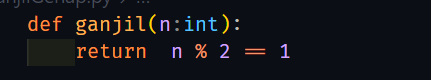 def ganjil(n:int):
    return  n % 2 == 1